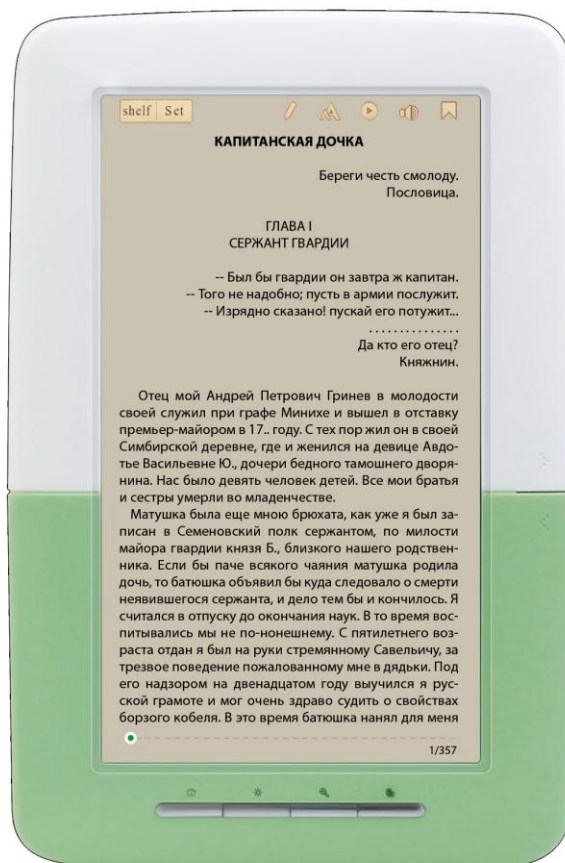 shelf Set
КАПИТАНСКАЯ ДОЧКА
Береги честь смолоду.
Пословица.
ГЛАВА I
СЕРЖАНТ ГВАРДИИ
-- Был бы гвардии он завтра ж капитан.
-- Того не надобно; пусть в армии послужит.
-- Изрядно сказано! пускай его потужит...
. . . . . . . . . . . . . . .
Да кто его отец?
Княжнин.
Отец мой Андрей Петрович Гринев в молодости
своей служил при графе Минихе и вышел в отставку
премьер-майором в 17.. году. С тех пор жил он в своей
Симбирской деревне, где и женился на девице Авдо-
тье Васильевне Ю., дочери бедного тамошнего дворя-
нина. Нас было девять человек детей. Все мои братья
и сестры умерли во младенчестве.
Матушка была еще мною брюхата, как уже я был за-
писан в Семеновский полк сержантом, по милости
майора гвардии князя Б., близкого нашего родствен-
ника. Если бы паче всякого чаяния матушка родила
дочь, то батюшка объявил бы куда следовало о смерти
неявившегося сержанта, и дело тем бы и кончилось. Я
считался в отпуску до окончания наук. В то время вос-
питывались мы не по-нонешнему. С пятилетнего воз-
раста отдан я был на руки стремянному Савельичу, за
трезвое поведение пожалованному мне в дядьки. Под
его надзором на двенадцатом году выучился я рус-
ской грамоте и мог очень здраво судить о свойствах
борзого кобеля. В это время батюшка нанял для меня
1/357